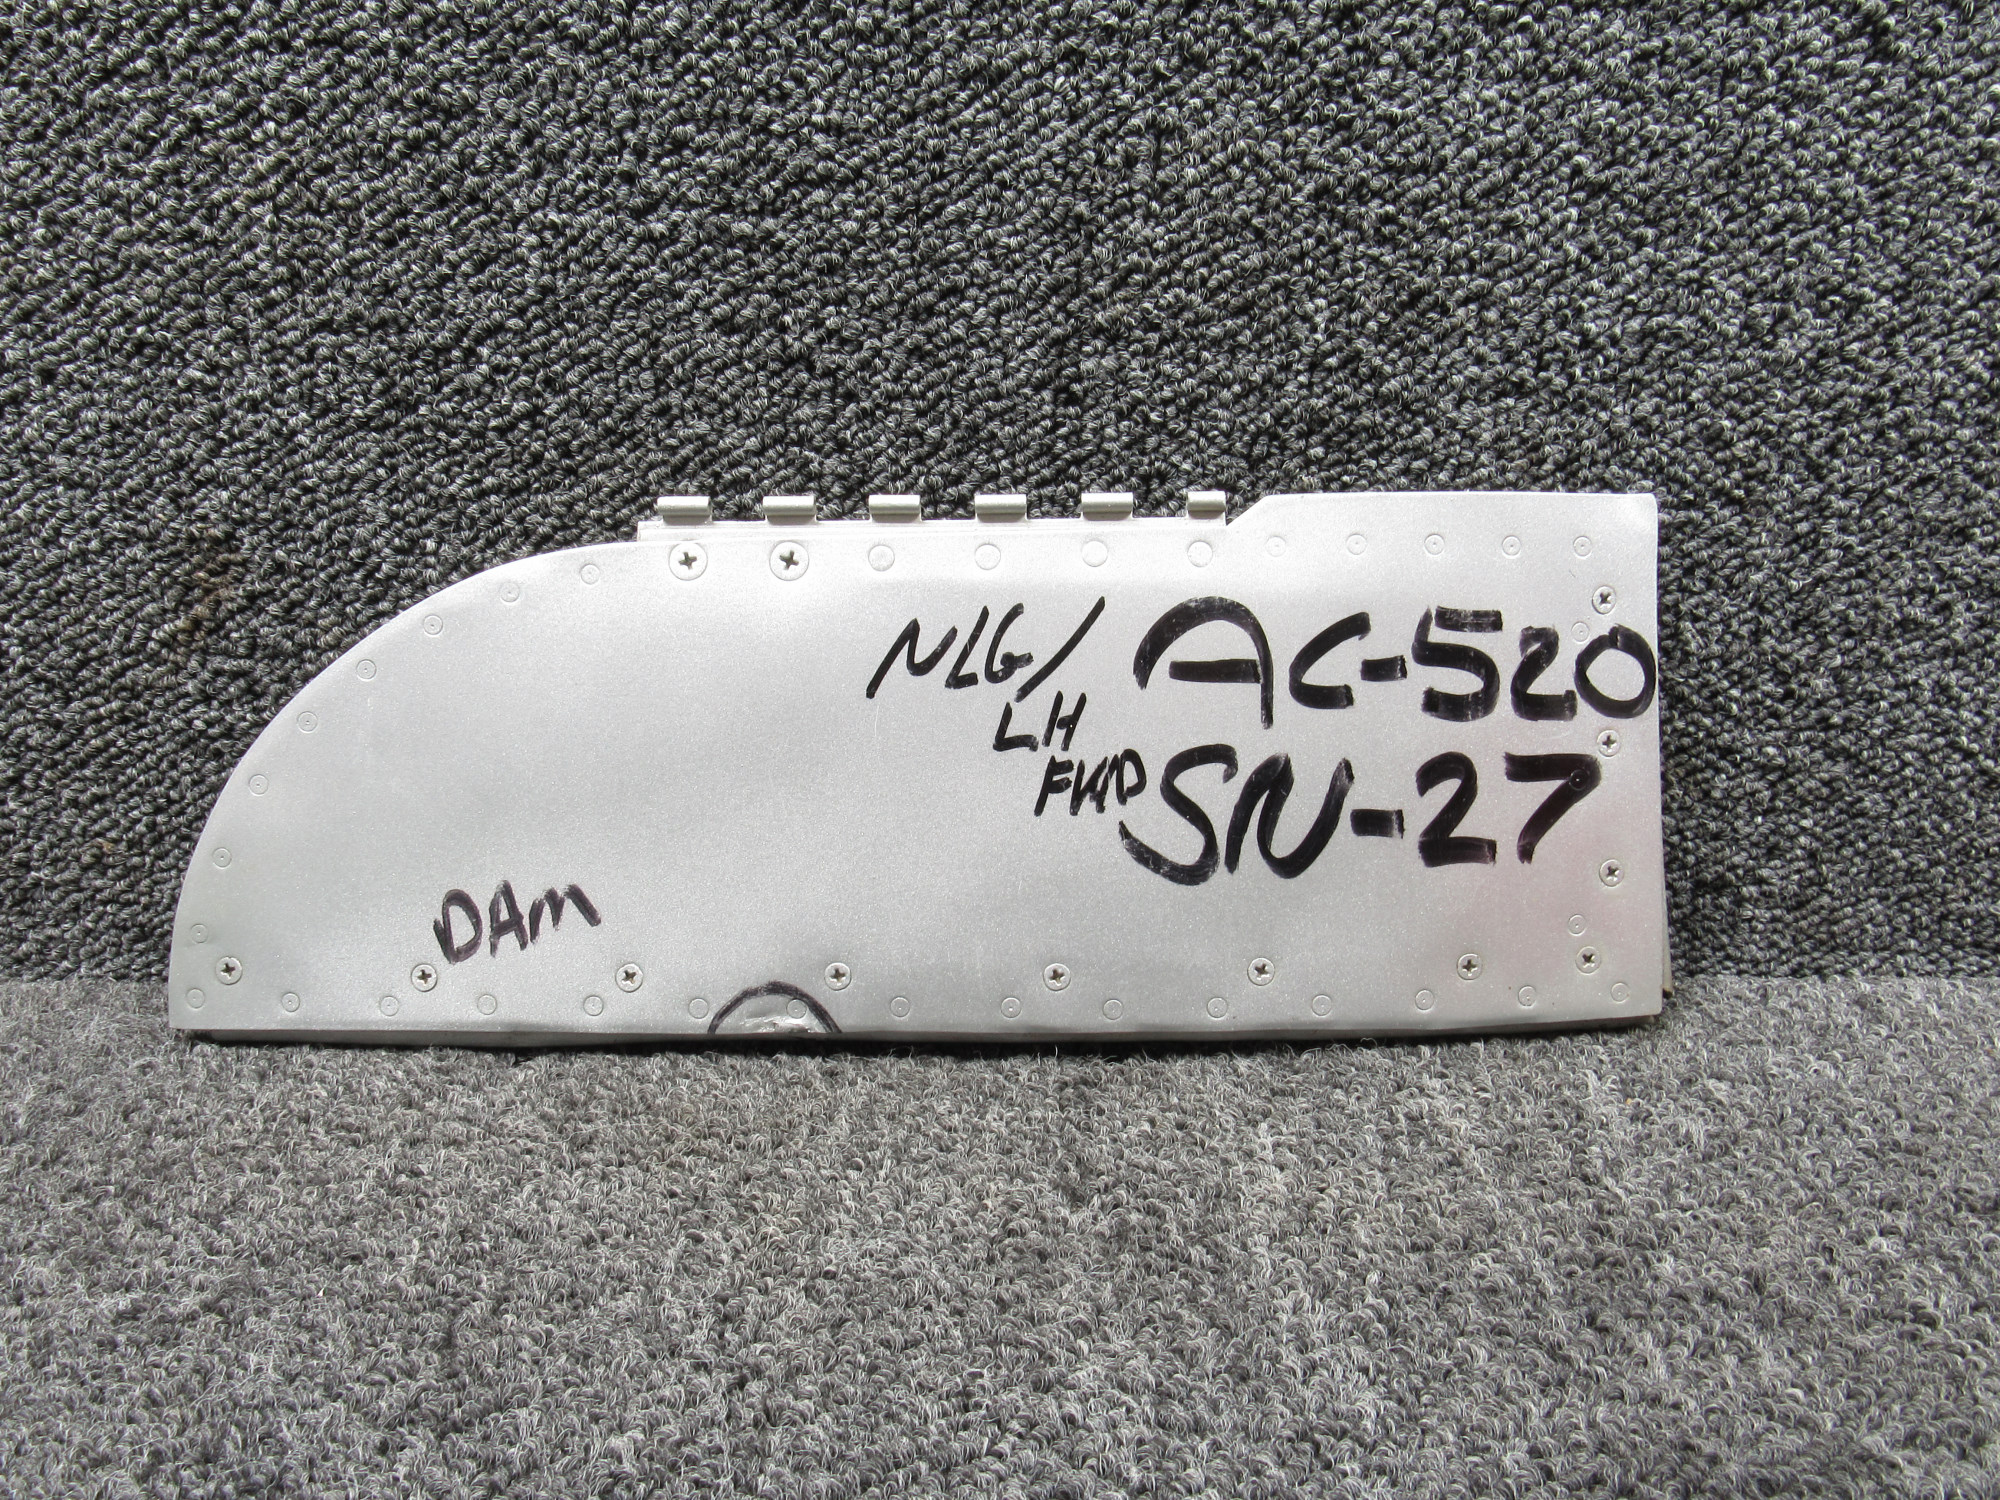 NLG/ AC-520
LH
FWD SN-27
DAM